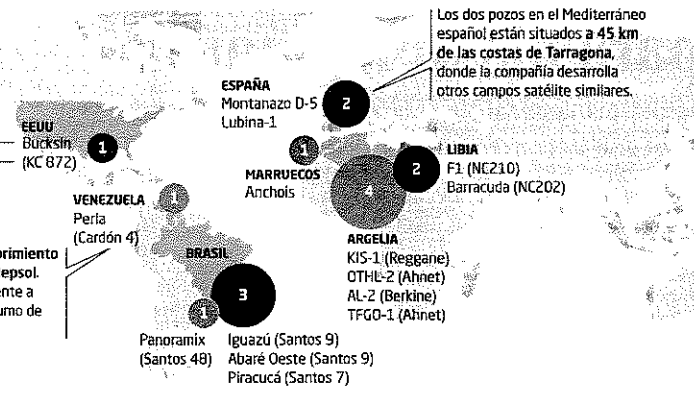 Los dos pozos en el Mediterráneo
español están situados a 45 km
de las costas de Tarragona,
donde la compañía desarrolla
otros campos satélite similares.
ESPAÑA
Montanazo D-5
Lubina-1
2
EEUU
Bucksin
(KC 872)
1
1
MARRUECOS
Anchois
2
LIBIA
F1 (NC210)
Barracuda (NC202)
VENEZUELA
Perla
(Cardón 4)
1
4
ARGELIA
KIS-1 (Reggane)
OTHL-2 (Ahnet)
AL-2 (Berkine)
TFGO-1 (Ahnet)
brimiento
epsol.
ente a
umo de
BRASIL
3
1
Panoramix
(Santos 48)
Iguazú (Santos 9)
Abaré Oeste (Santos 9)
Piracucá (Santos 7)